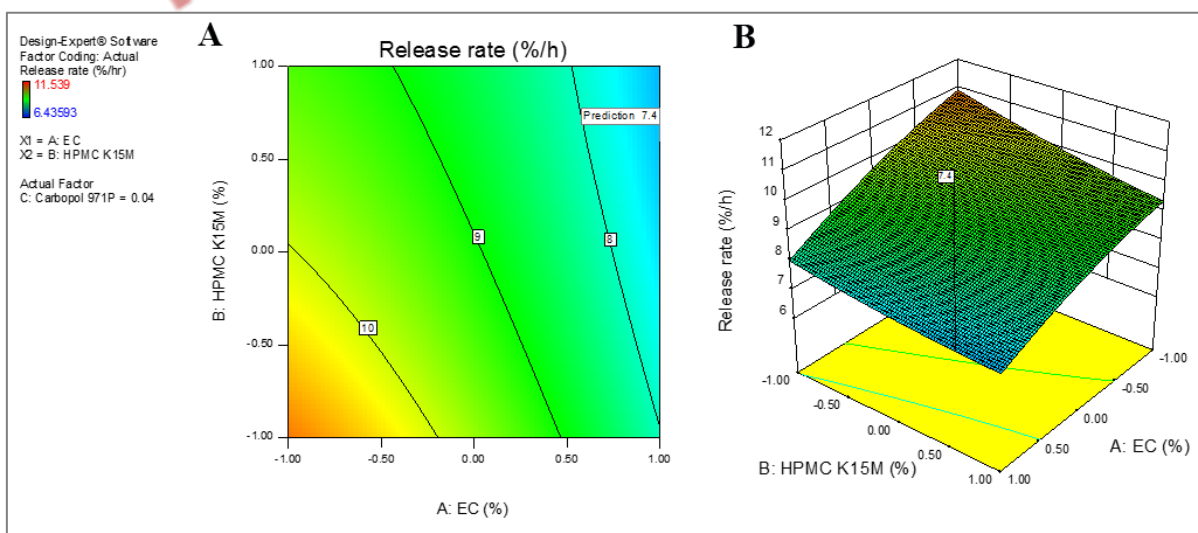 Design-Expert® Software
Factor Coding: Actual
Release rate (%/hr)
11.539
6.43593
X1 = A: EC
X2 = B: HPMC K15M
Actual Factor
C: Carbopol 971P = 0.04
A
Release rate (%/h)
1.00
0.50
0.00
-0.50
-1.00
-1.00
-0.50
0.00
0.50
1.00
B: HPMC K15M (%)
A: EC (%)
Prediction 7.4
9
8
10
B
12
11
10
9
8
7
6
Release rate (%/h)
7.4
-1.00
-0.50
0.00
0.50
1.00
B: HPMC K15M (%)
1.00
0.50
0.00
-0.50
-1.00
A: EC (%)